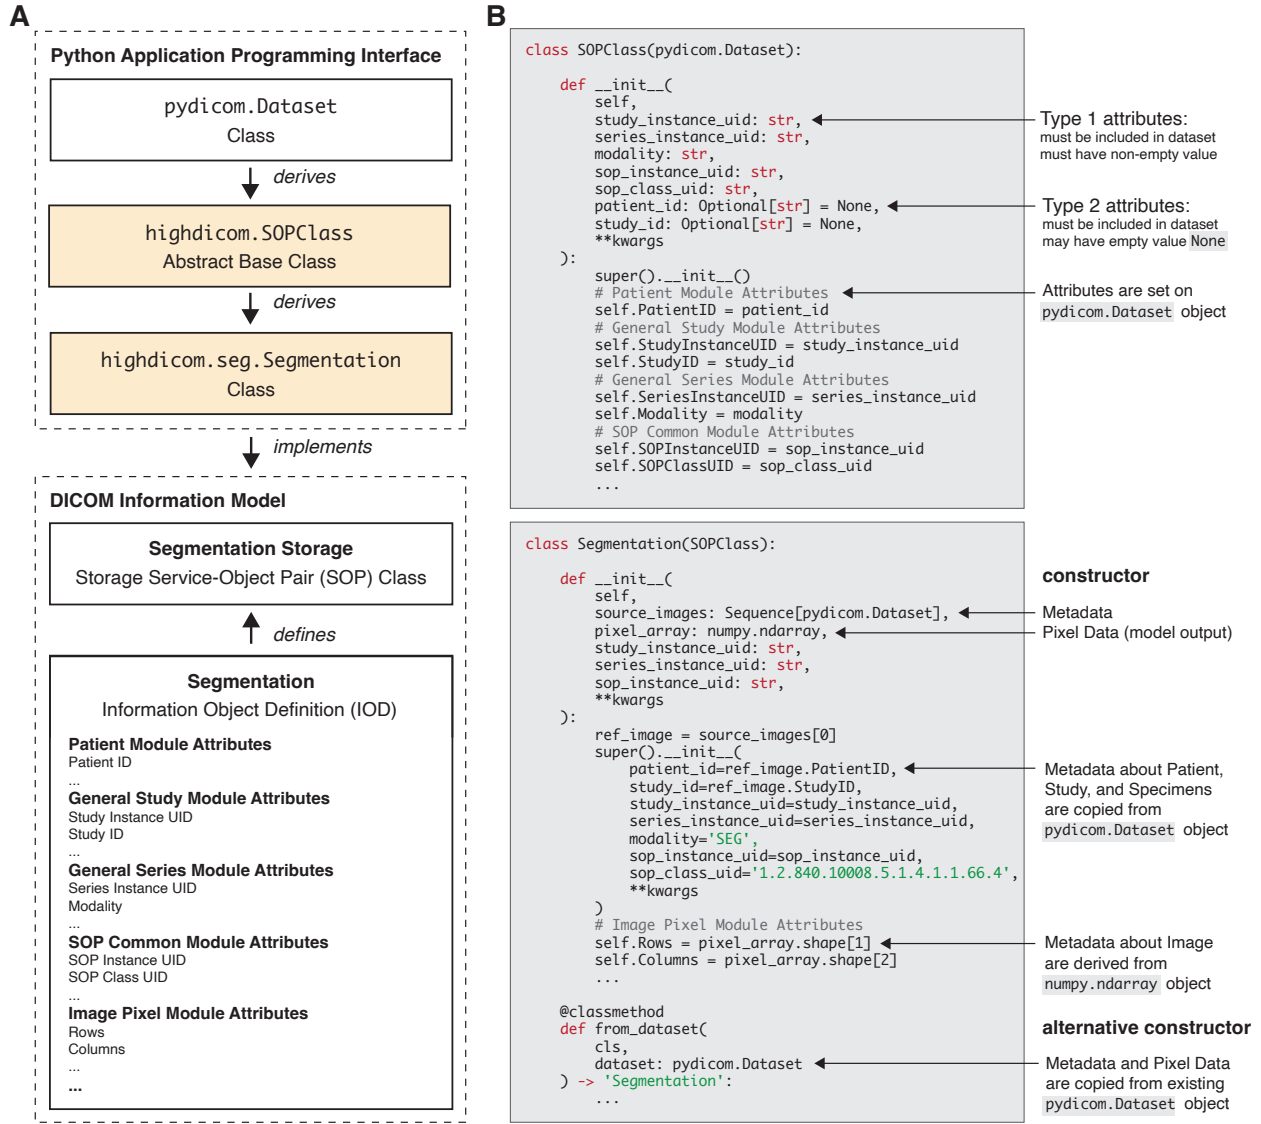 A
Python Application Programming Interface
pydicom.Dataset
Class
derives
highdicom.SOPClass
Abstract Base Class
derives
highdicom.seg.Segmentation
Class
implements
DICOM Information Model
Segmentation Storage
Storage Service-Object Pair (SOP) Class
defines
Segmentation
Information Object Definition (IOD)
Patient Module Attributes
Patient ID
...
General Study Module Attributes
Study Instance UID
Study ID
...
General Series Module Attributes
Series Instance UID
Modality
...
SOP Common Module Attributes
SOP Instance UID
SOP Class UID
...
Image Pixel Module Attributes
Rows
Columns
...
...
B
class SOPClass(pydicom.Dataset):
def __init__(
self,
study_instance_uid: str,
series_instance_uid: str,
modality: str,
sop_instance_uid: str,
sop_class_uid: str,
patient_id: Optional[str] = None,
study_id: Optional[str] = None,
**kwargs
):
super().__init__()
# Patient Module Attributes
self.PatientID = patient_id
# General Study Module Attributes
self.StudyInstanceUID = study_instance_uid
self.StudyID = study_id
# General Series Module Attributes
self.SeriesInstanceUID = series_instance_uid
self.Modality = modality
# SOP Common Module Attributes
self.SOPInstanceUID = sop_instance_uid
self.SOPClassUID = sop_class_uid
...
Type 1 attributes:
must be included in dataset
must have non-empty value
Type 2 attributes:
must be included in dataset
may have empty value None
Attributes are set on
pydicom.Dataset object
class Segmentation(SOPClass):
def __init__(
self,
source_images: Sequence[pydicom.Dataset],
pixel_array: numpy.ndarray,
study_instance_uid: str,
series_instance_uid: str,
sop_instance_uid: str,
**kwargs
):
ref_image = source_images[0]
super().__init__(
patient_id=ref_image.PatientID,
study_id=ref_image.StudyID,
study_instance_uid=study_instance_uid,
series_instance_uid=series_instance_uid,
modality='SEG',
sop_instance_uid=sop_instance_uid,
sop_class_uid='1.2.840.10008.5.1.4.1.1.66.4',
**kwargs
)
# Image Pixel Module Attributes
self.Rows = pixel_array.shape[1]
self.Columns = pixel_array.shape[2]
...
@classmethod
def from_dataset(
cls,
dataset: pydicom.Dataset
) -> 'Segmentation':
...
constructor
Metadata
Pixel Data (model output)
Metadata about Patient,
Study, and Specimens
are copied from
pydicom.Dataset object
Metadata about Image
are derived from
numpy.ndarray object
alternative constructor
Metadata and Pixel Data
are copied from existing
pydicom.Dataset object